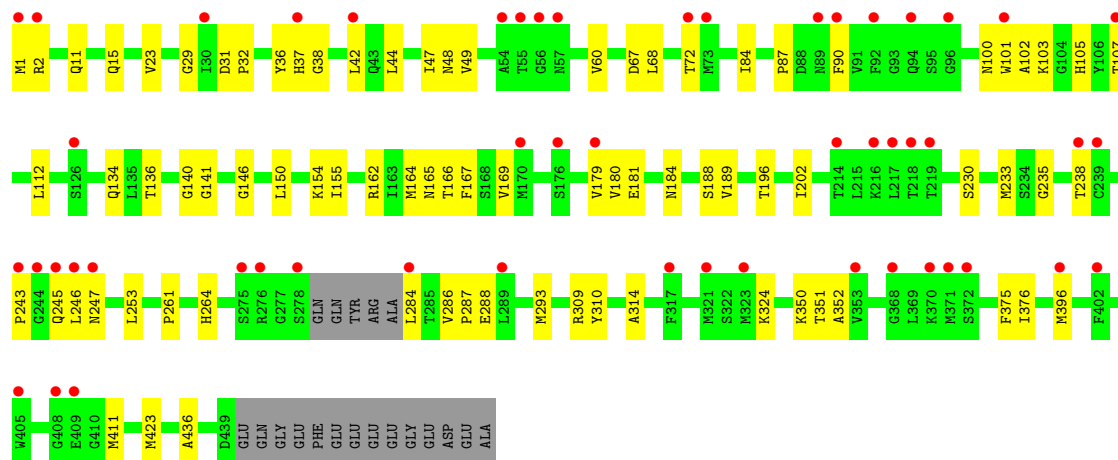 M1 R2 Q11 Q15 V23 G29 I30 D31 P32 Y36 H37 G38 L42 Q43 L44 I47 N48 V49 A54 T55 G56 N57 V60 D67 L68 T72 M73 I84 P87 D88 N89 F90 V91 F92 G93 Q94 S95 G96 N100 W101 A102 K103 G104 H105 Y106 T107
L112 S126 Q134 L135 T136 G140 G141 G146 L150 K154 I155 R162 I163 M164 N165 T166 F167 S168 V169 M170 S176 V179 V180 E181 N184 S188 V189 T196 I202 T214 L215 K216 L217 T218 T219 S230 M233 S234 G235 T238 C239
P243 G244 Q245 L246 N247 L253 P261 H264 S275 R276 G277 S278 GLN GLN TYR ARG ALA L284 T285 V286 P287 E288 L289 M293 R309 Y310 A314 F317 M321 S322 M323 K324 K350 T351 A352 V353 G388 L369 K370 M371 S372 F375 I376 M396 F402
W405 G408 E409 G410 M411 M423 A436 D439 GLU GLN GLY GLU PHE GLU GLU GLU GLU GLY GLU ASP GLU ALA